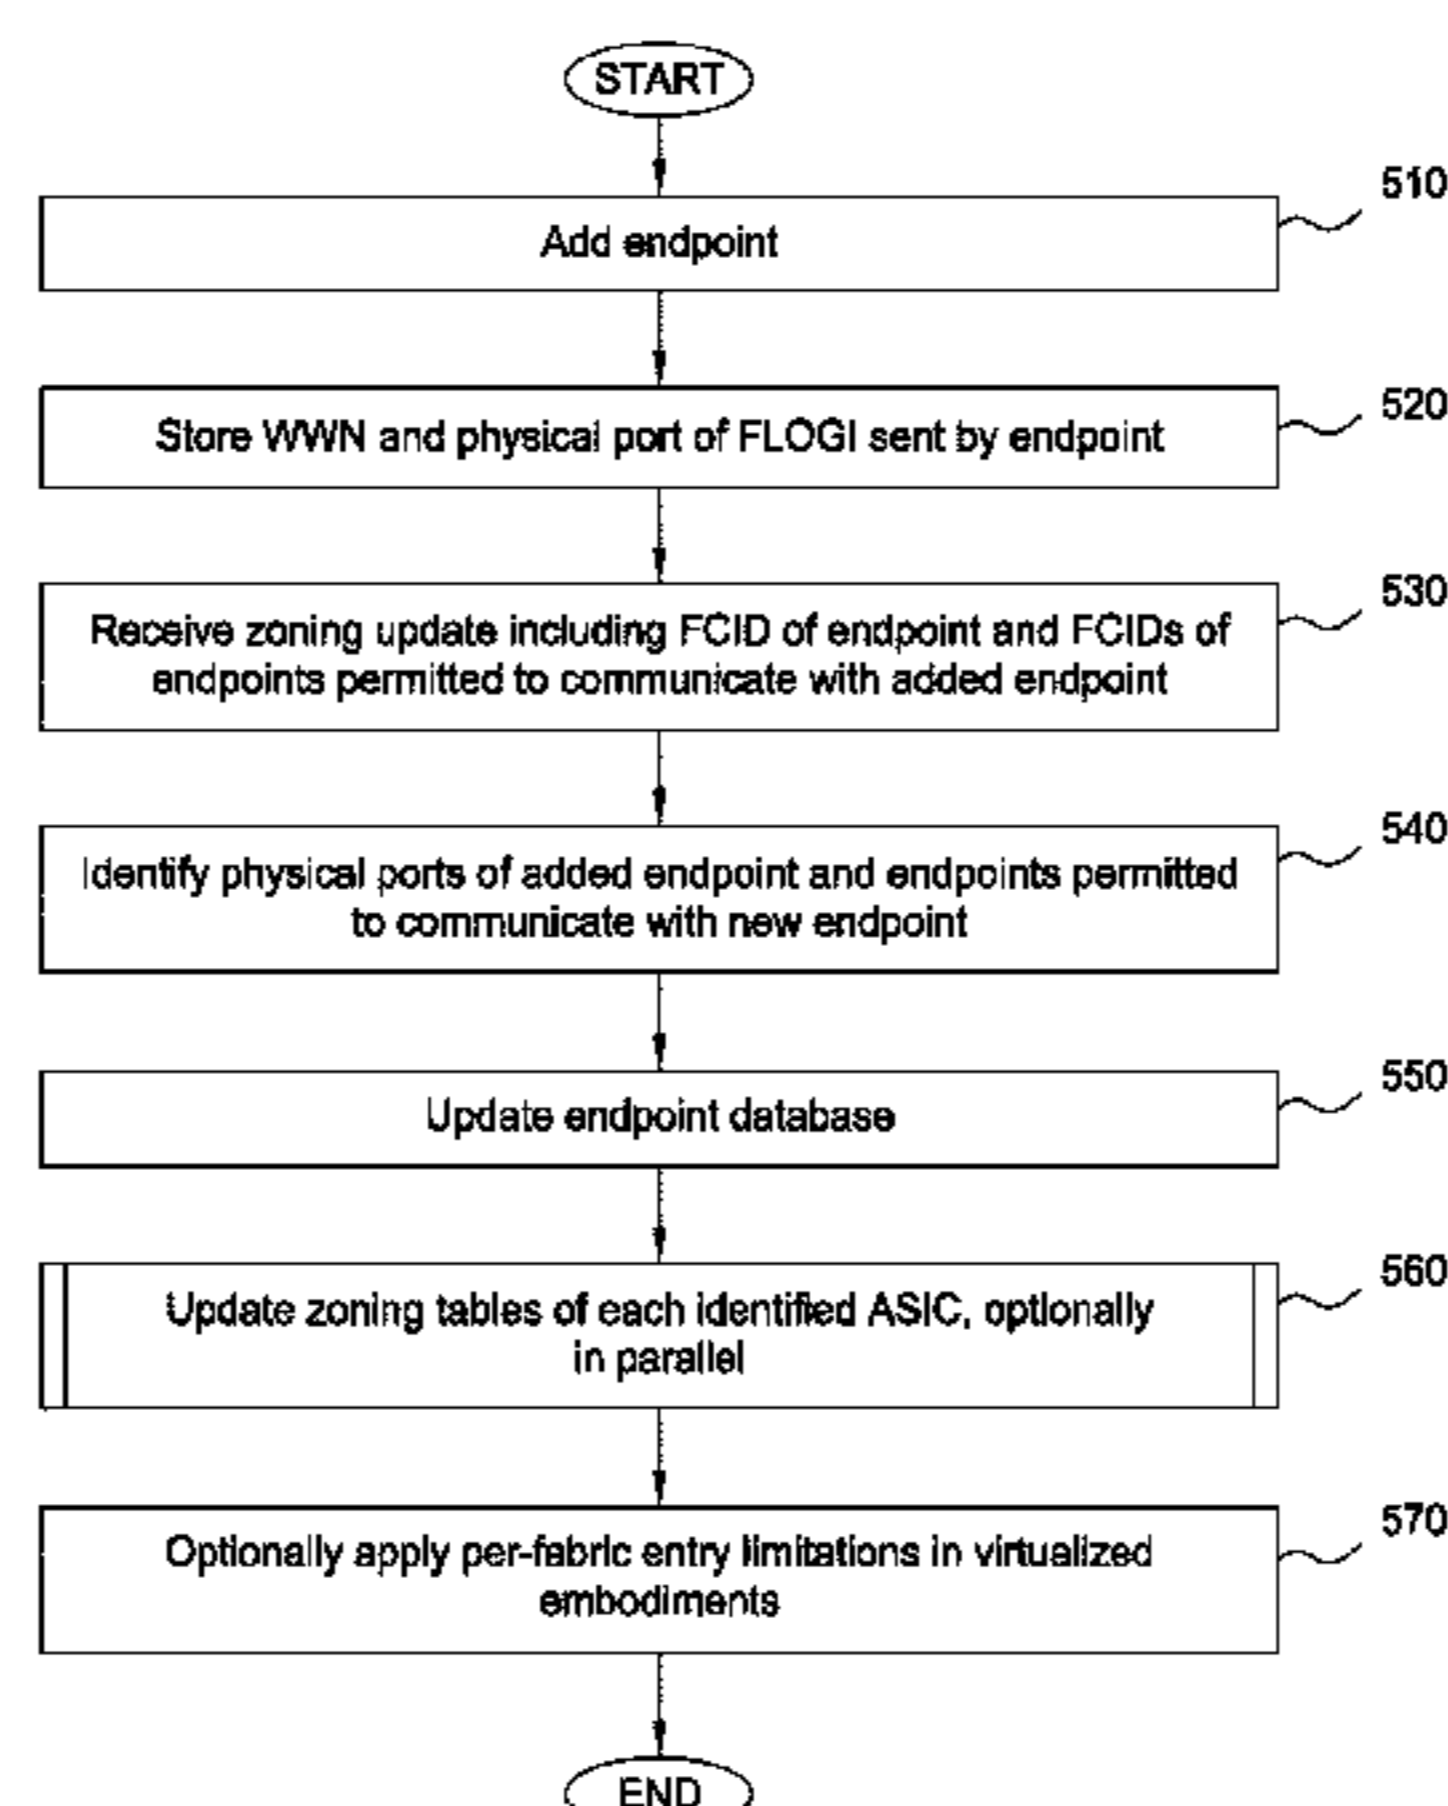 START
510
Add endpoint
520
Store WWN and physical port of FLOGI sent by endpoint
530
Receive zoning update including FCID of endpoint and FCIDs of
endpoints permitted to communicate with added endpoint
540
Identify physical ports of added endpoint and endpoints permitted
to communicate with new endpoint
550
Update endpoint database
560
Update zoning tables of each identified ASIC, optionally
in parallel
570
Optionally apply per-fabric entry limitations in virtualized
embodiments
END